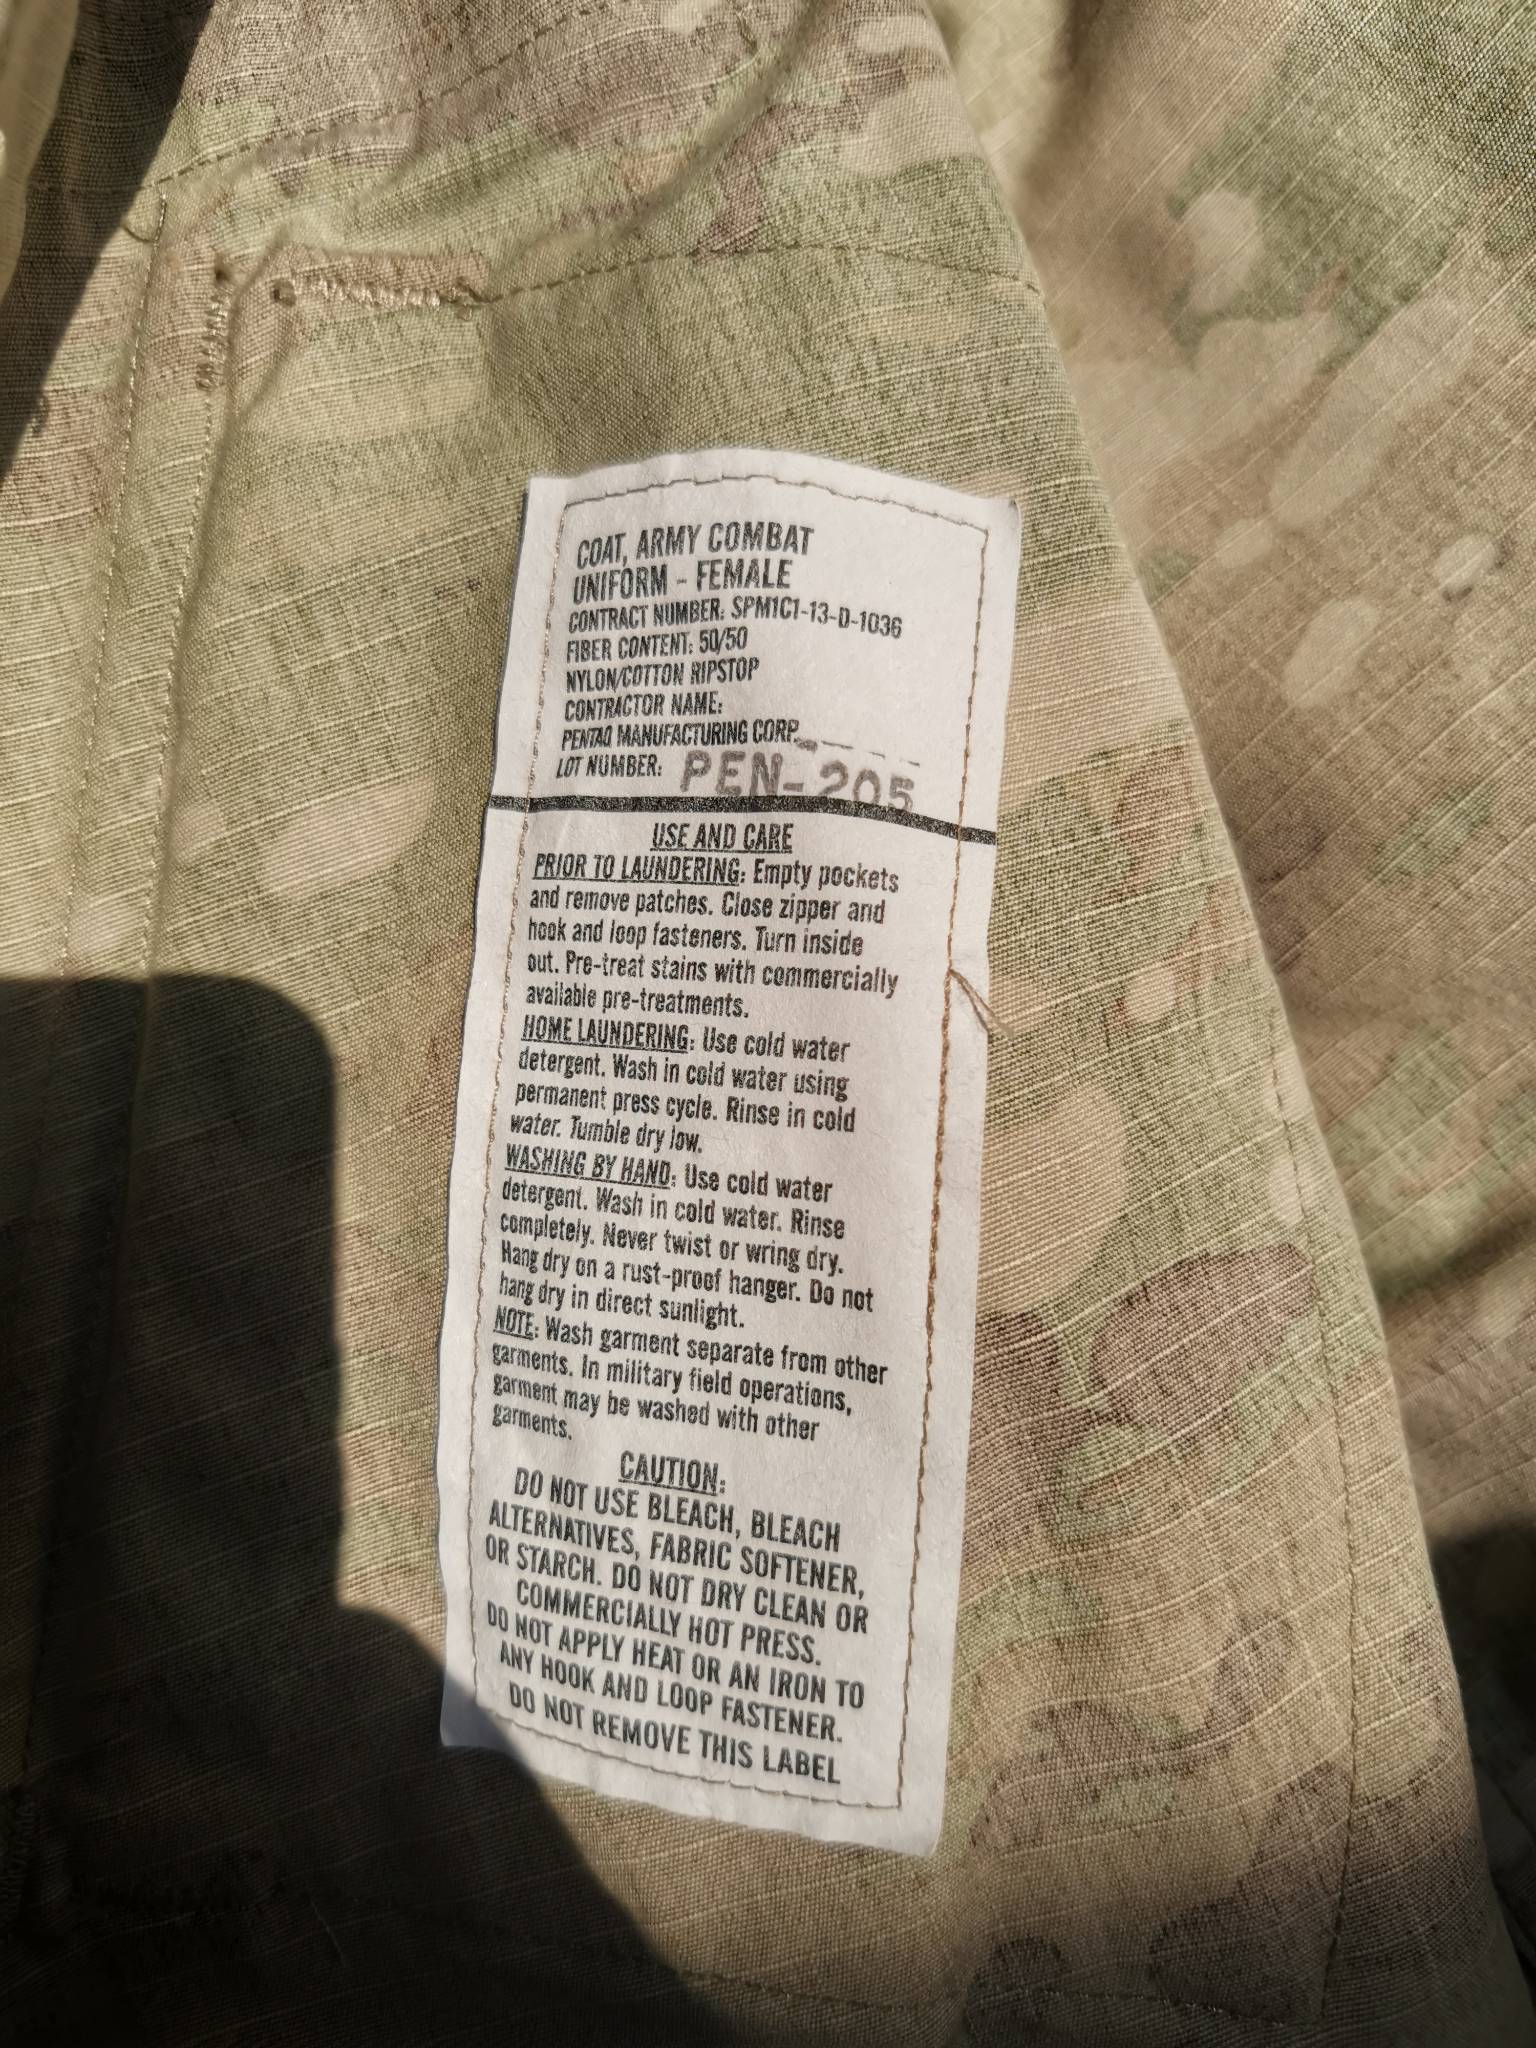 COAT, ARMY COMBAT
UNIFORM - FEMALE
CONTRACT NUMBER: SPM1C1-13-D-1036
FIBER CONTENT: 50/50
NYLON/COTTON RIPSTOP
CONTRACTOR NAME:
PENTAQ MANUFACTURING CORP.
LOT NUMBER: PEN-205
USE AND CARE
PRIOR TO LAUNDERING: Empty pockets
and remove patches. Close zipper and
hook and loop fasteners. Turn inside
out. Pre-treat stains with commercially
available pre-treatments.
HOME LAUNDERING: Use cold water
detergent. Wash in cold water using
permanent press cycle. Rinse in cold
water. Tumble dry low.
WASHING BY HAND: Use cold water
detergent. Wash in cold water. Rinse
completely. Never twist or wring dry.
Hang dry on a rust-proof hanger. Do not
hang dry in direct sunlight.
NOTE: Wash garment separate from other
garments. In military field operations,
garment may be washed with other
garments.
CAUTION:
DO NOT USE BLEACH, BLEACH
ALTERNATIVES, FABRIC SOFTENER,
OR STARCH. DO NOT DRY CLEAN OR
COMMERCIALLY HOT PRESS.
DO NOT APPLY HEAT OR AN IRON TO
ANY HOOK AND LOOP FASTENER.
DO NOT REMOVE THIS LABEL